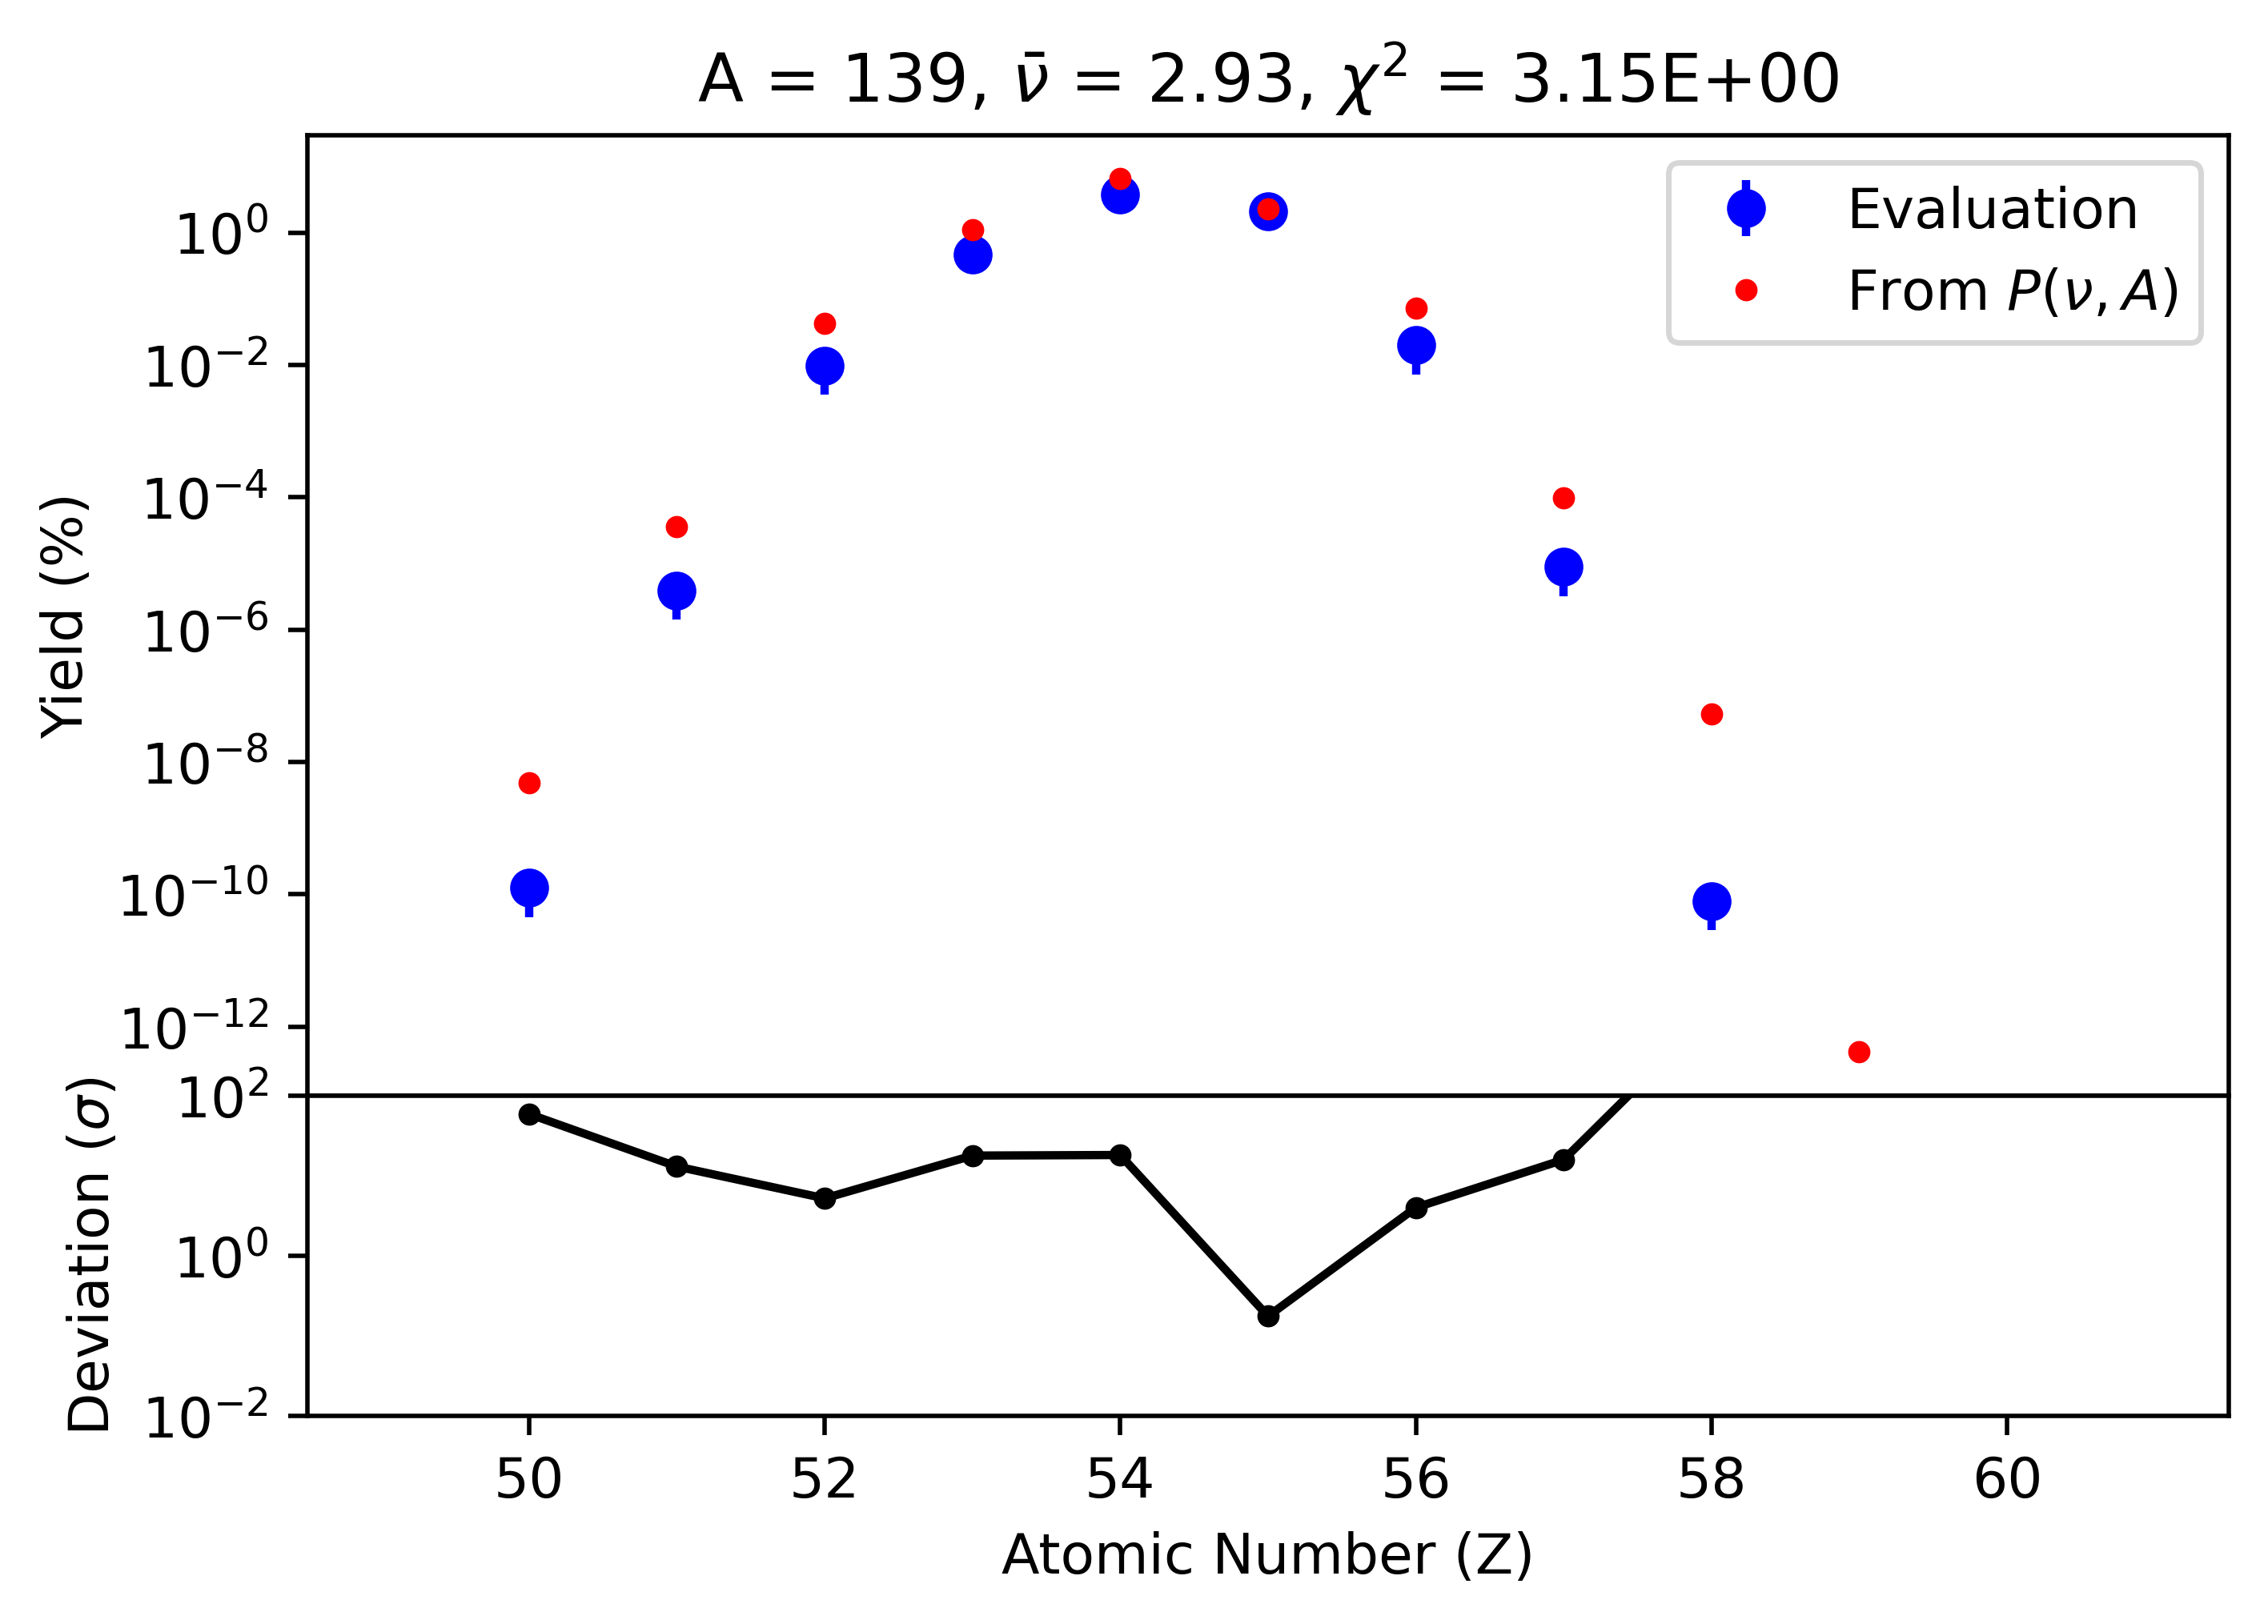 A = 139, ν̄ = 2.93, χ² = 3.15E+00
Evaluation
From P(ν, A)
Yield (%)
10⁰
10⁻²
10⁻⁴
10⁻⁶
10⁻⁸
10⁻¹⁰
10⁻¹²
Deviation (σ)
10²
10⁰
10⁻²
50 52 54 56 58 60
Atomic Number (Z)